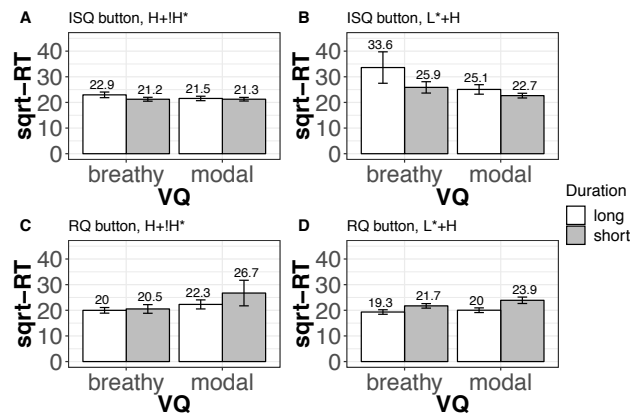 A ISQ button, H+!H*
B ISQ button, L*+H
sqrt−RT
40
30
20
10
0
22.9 21.2 21.5 21.3
breathy modal
VQ
sqrt−RT
40
30
20
10
0
33.6 25.9 25.1 22.7
breathy modal
VQ
Duration
long
short
C RQ button, H+!H*
D RQ button, L*+H
sqrt−RT
40
30
20
10
0
20 20.5 22.3 26.7
breathy modal
VQ
sqrt−RT
40
30
20
10
0
19.3 21.7 20 23.9
breathy modal
VQ